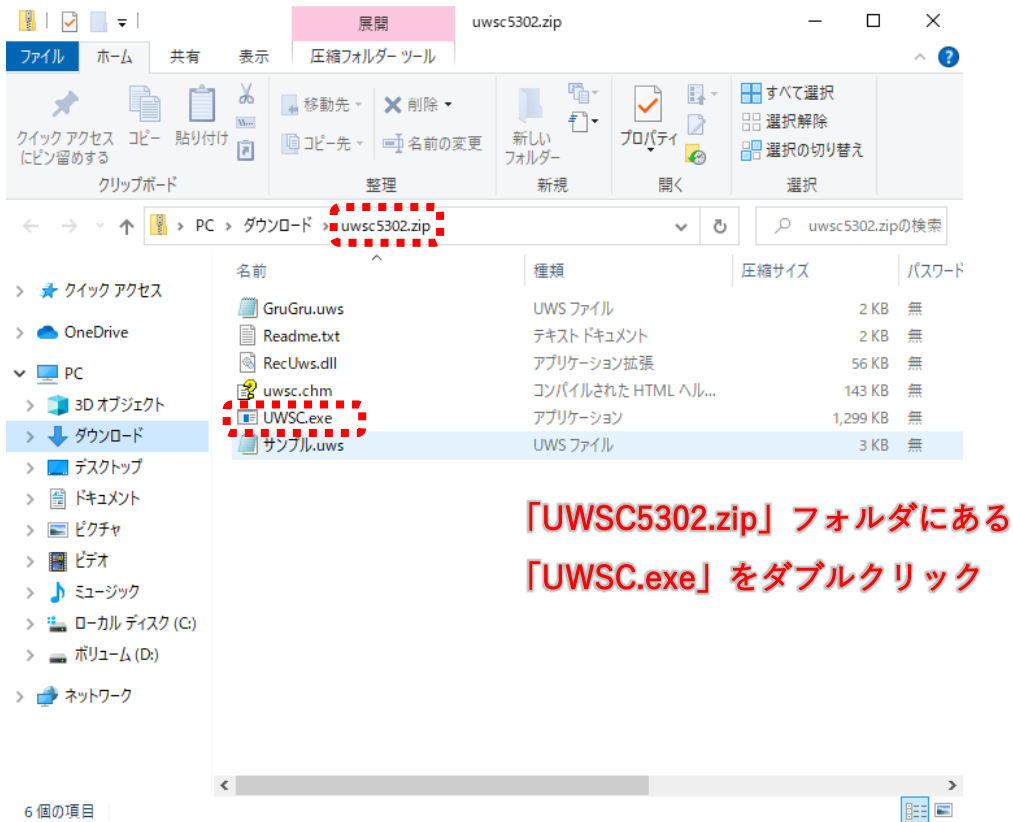 展開
uwsc5302.zip
ファイル ホーム 共有 表示 圧縮フォルダー ツール
クイック アクセス
にピン留めする
コピー
貼り付け
移動先
コピー先
削除
名前の変更
新しい
フォルダー
プロパティ
すべて選択
選択解除
選択の切り替え
クリップボード 整理 新規 開く 選択
PC ダウンロード uwsc5302.zip
uwsc5302.zipの検索
クイック アクセス
OneDrive
PC
3D オブジェクト
ダウンロード
デスクトップ
ドキュメント
ピクチャ
ビデオ
ミュージック
ローカル ディスク (C:)
ボリューム (D:)
ネットワーク
名前 種類 圧縮サイズ パスワード
GruGru.uws UWS ファイル 2 KB 無
Readme.txt テキスト ドキュメント 2 KB 無
RecUws.dll アプリケーション拡張 56 KB 無
uwsc.chm コンパイルされた HTML ヘル... 143 KB 無
UWSC.exe アプリケーション 1,299 KB 無
サンプル.uws UWS ファイル 3 KB 無
「UWSC5302.zip」フォルダにある
「UWSC.exe」をダブルクリック
6 個の項目